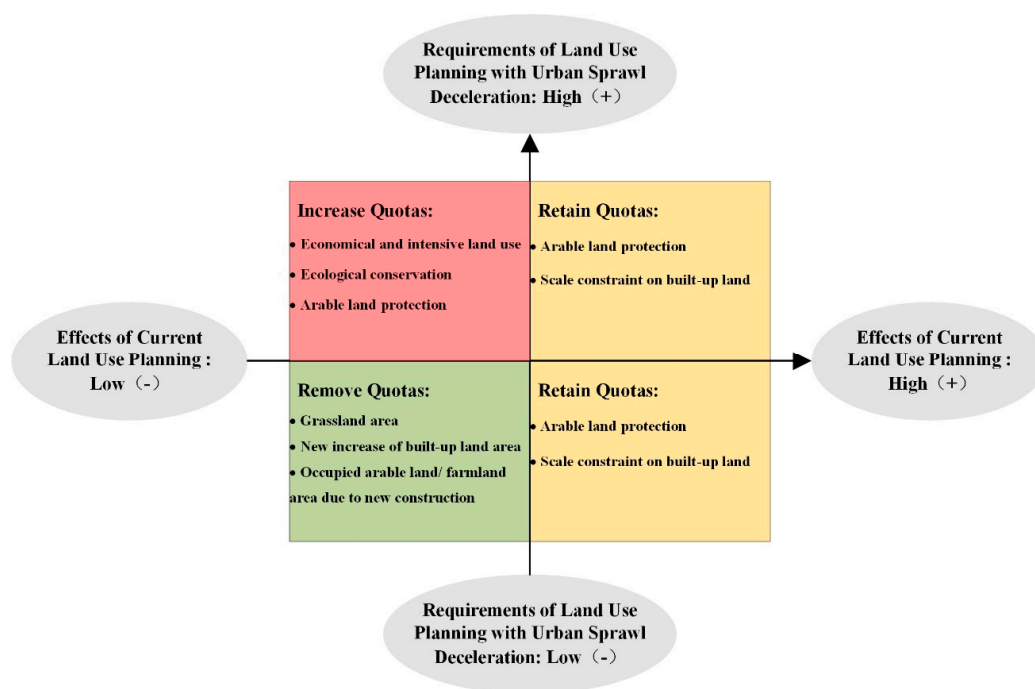 Requirements of Land Use
Planning with Urban Sprawl
Deceleration: High（+）
Increase Quotas:
• Economical and intensive land use
• Ecological conservation
• Arable land protection
Retain Quotas:
• Arable land protection
• Scale constraint on built-up land
Effects of Current
Land Use Planning :
Low（-）
Effects of Current
Land Use Planning :
High（+）
Remove Quotas:
• Grassland area
• New increase of built-up land area
• Occupied arable land/ farmland
area due to new construction
Retain Quotas:
• Arable land protection
• Scale constraint on built-up land
Requirements of Land Use
Planning with Urban Sprawl
Deceleration: Low（-）